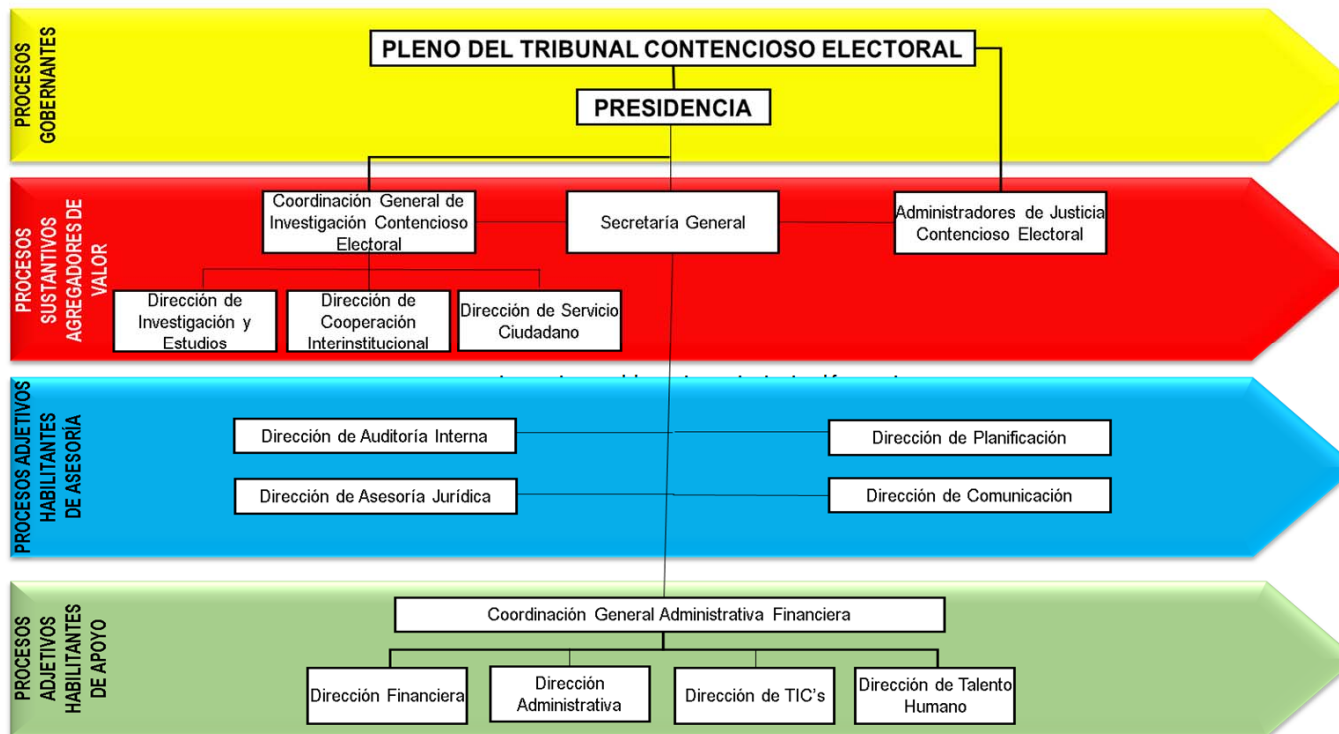 PROCESOS
GOBERNANTES
PLENO DEL TRIBUNAL CONTENCIOSO ELECTORAL
PRESIDENCIA
PROCESOS
SUSTANTIVOS
AGREGADORES DE
VALOR
Coordinación General de
Investigación Contencioso
Electoral
Secretaría General
Administradores de Justicia
Contencioso Electoral
Dirección de
Investigación y
Estudios
Dirección de
Cooperación
Interinstitucional
Dirección de Servicio
Ciudadano
PROCESOS ADJETIVOS
HABILITANTES
DE ASESORÍA
Dirección de Auditoría Interna
Dirección de Planificación
Dirección de Asesoría Jurídica
Dirección de Comunicación
PROCESOS
ADJETIVOS
HABILITANTES
DE APOYO
Coordinación General Administrativa Financiera
Dirección Financiera
Dirección
Administrativa
Dirección de TIC's
Dirección de Talento
Humano